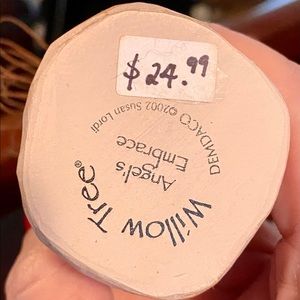 $24.99
DEMDACO ©2002 Susan Lordi
Angel's
Embrace
Willow Tree®